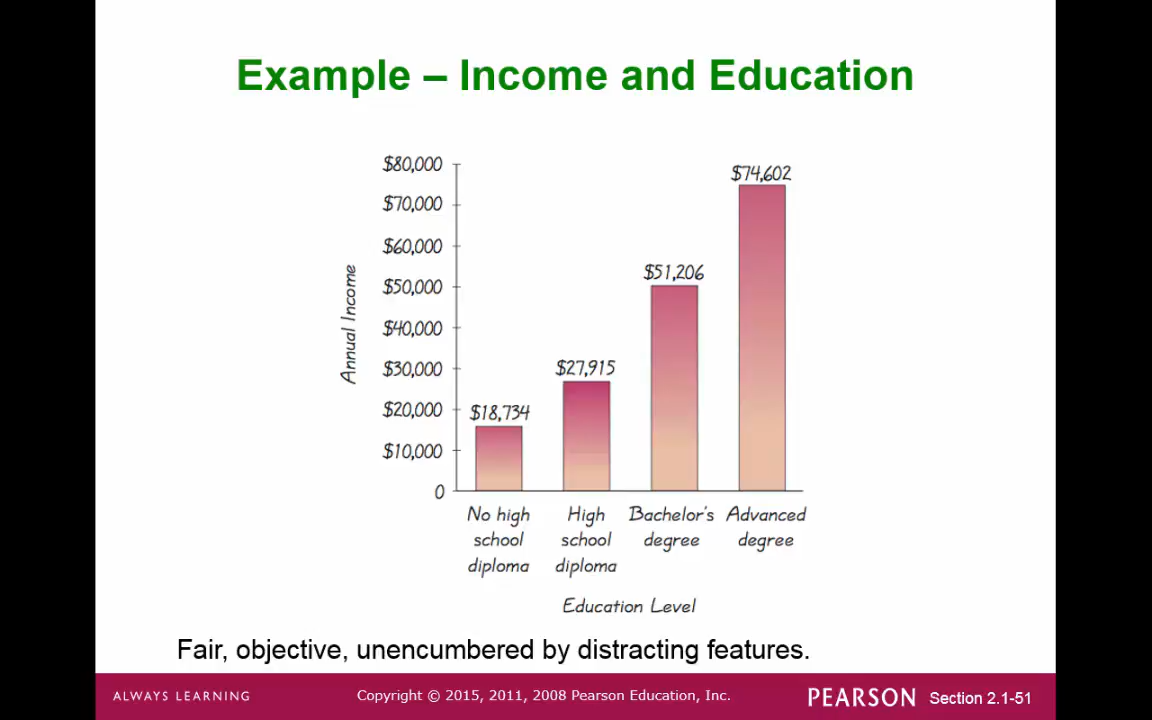 Example – Income and Education
$80,000
$74,602
$70,000
$60,000
$51,206
$50,000
$40,000
$30,000
$27,915
$20,000
$18,734
$10,000
0
Annual Income
No high school diploma
High school diploma
Bachelor's degree
Advanced degree
Education Level
Fair, objective, unencumbered by distracting features.
ALWAYS LEARNING
Copyright © 2015, 2011, 2008 Pearson Education, Inc.
PEARSON
Section 2.1-51